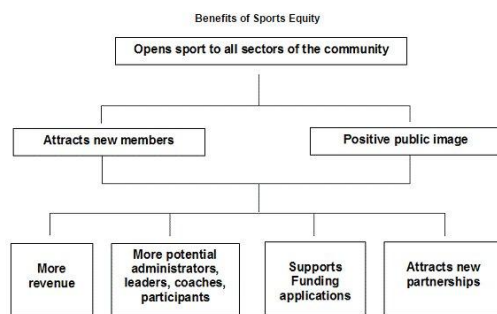 Benefits of Sports Equity
Opens sport to all sectors of the community
Attracts new members
Positive public image
More
revenue
More potential
administrators,
leaders, coaches,
participants
Supports
Funding
applications
Attracts new
partnerships